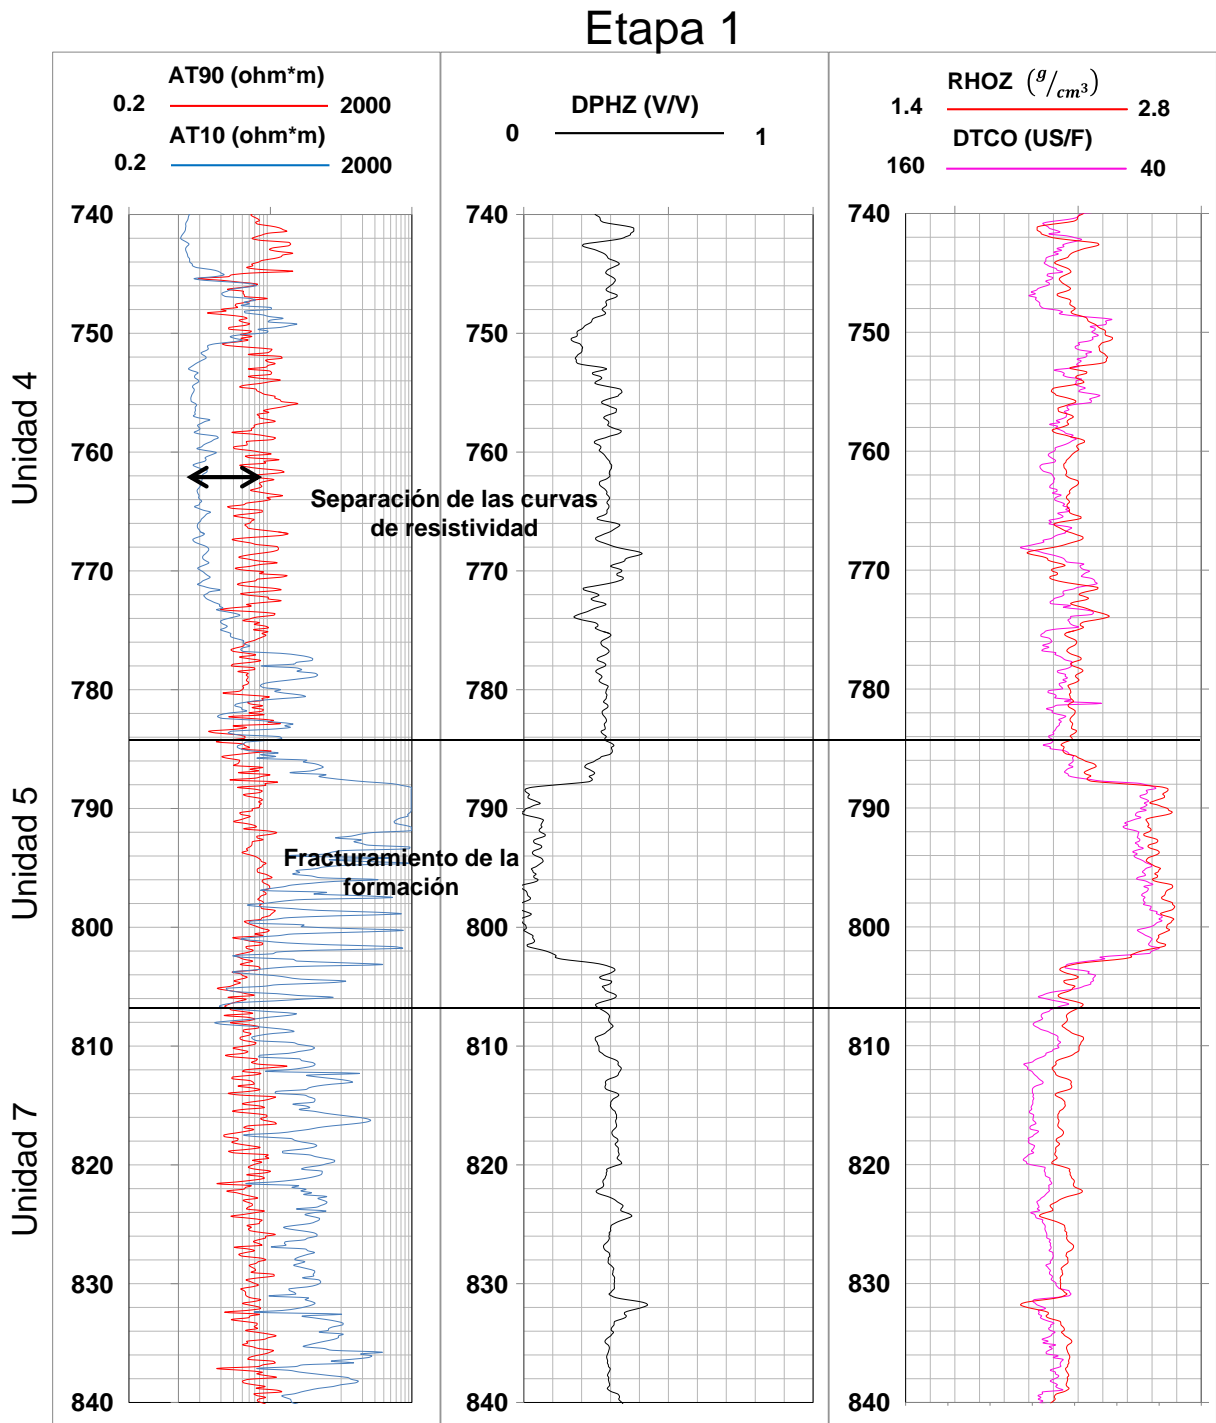 Etapa 1
AT90 (ohm*m)
0.2 2000
AT10 (ohm*m)
0.2 2000
DPHZ (V/V)
0 1
RHOZ (g/cm³)
1.4 2.8
DTCO (US/F)
160 40
740 740 740
750 750 750
760 760 760
770 770 770
780 780 780
790 790 790
800 800 800
810 810 810
820 820 820
830 830 830
840 840 840
Unidad 4
Unidad 5
Unidad 7
Separación de las curvas
de resistividad
Fracturamiento de la
formación